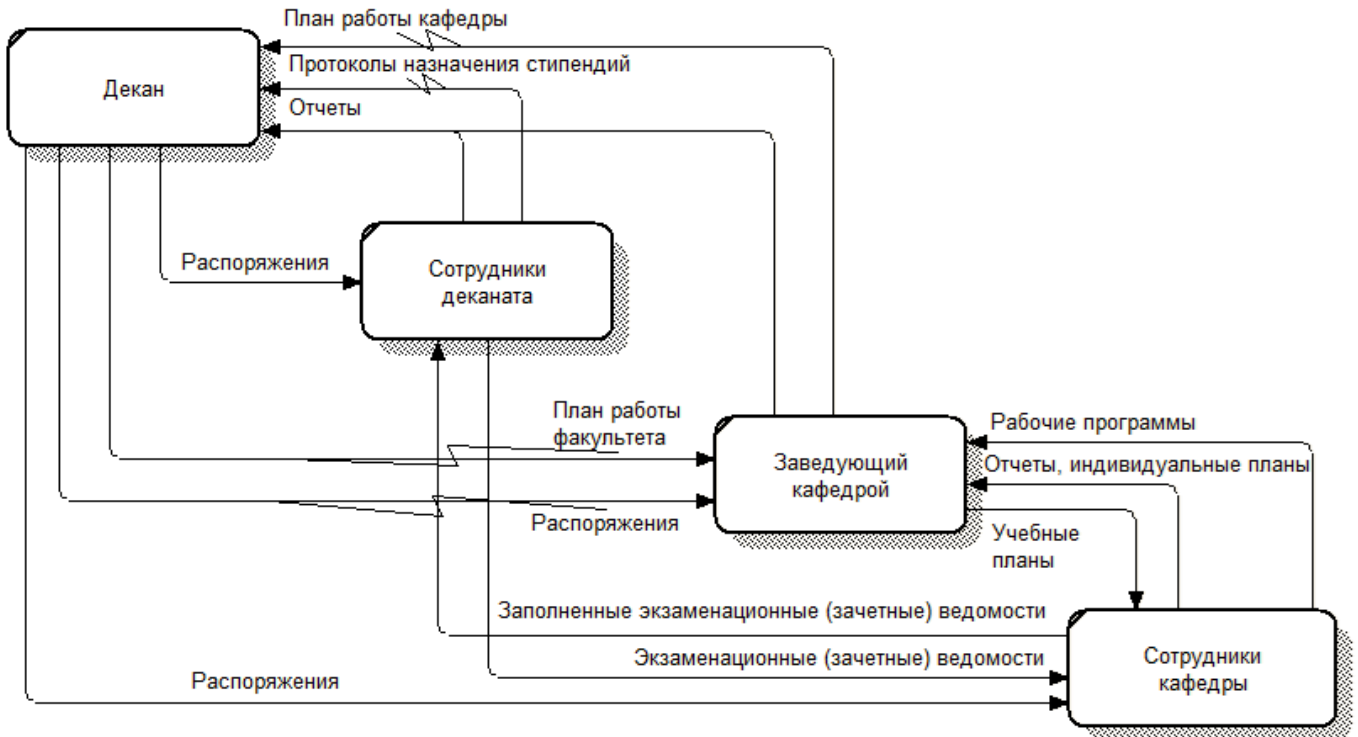 План работы кафедры
Декан
Протоколы назначения стипендий
Отчеты
Распоряжения
Сотрудники
деканата
План работы
факультета
Рабочие программы
Заведующий
кафедрой
Отчеты, индивидуальные планы
Распоряжения
Учебные
планы
Заполненные экзаменационные (зачетные) ведомости
Экзаменационные (зачетные) ведомости
Сотрудники
кафедры
Распоряжения